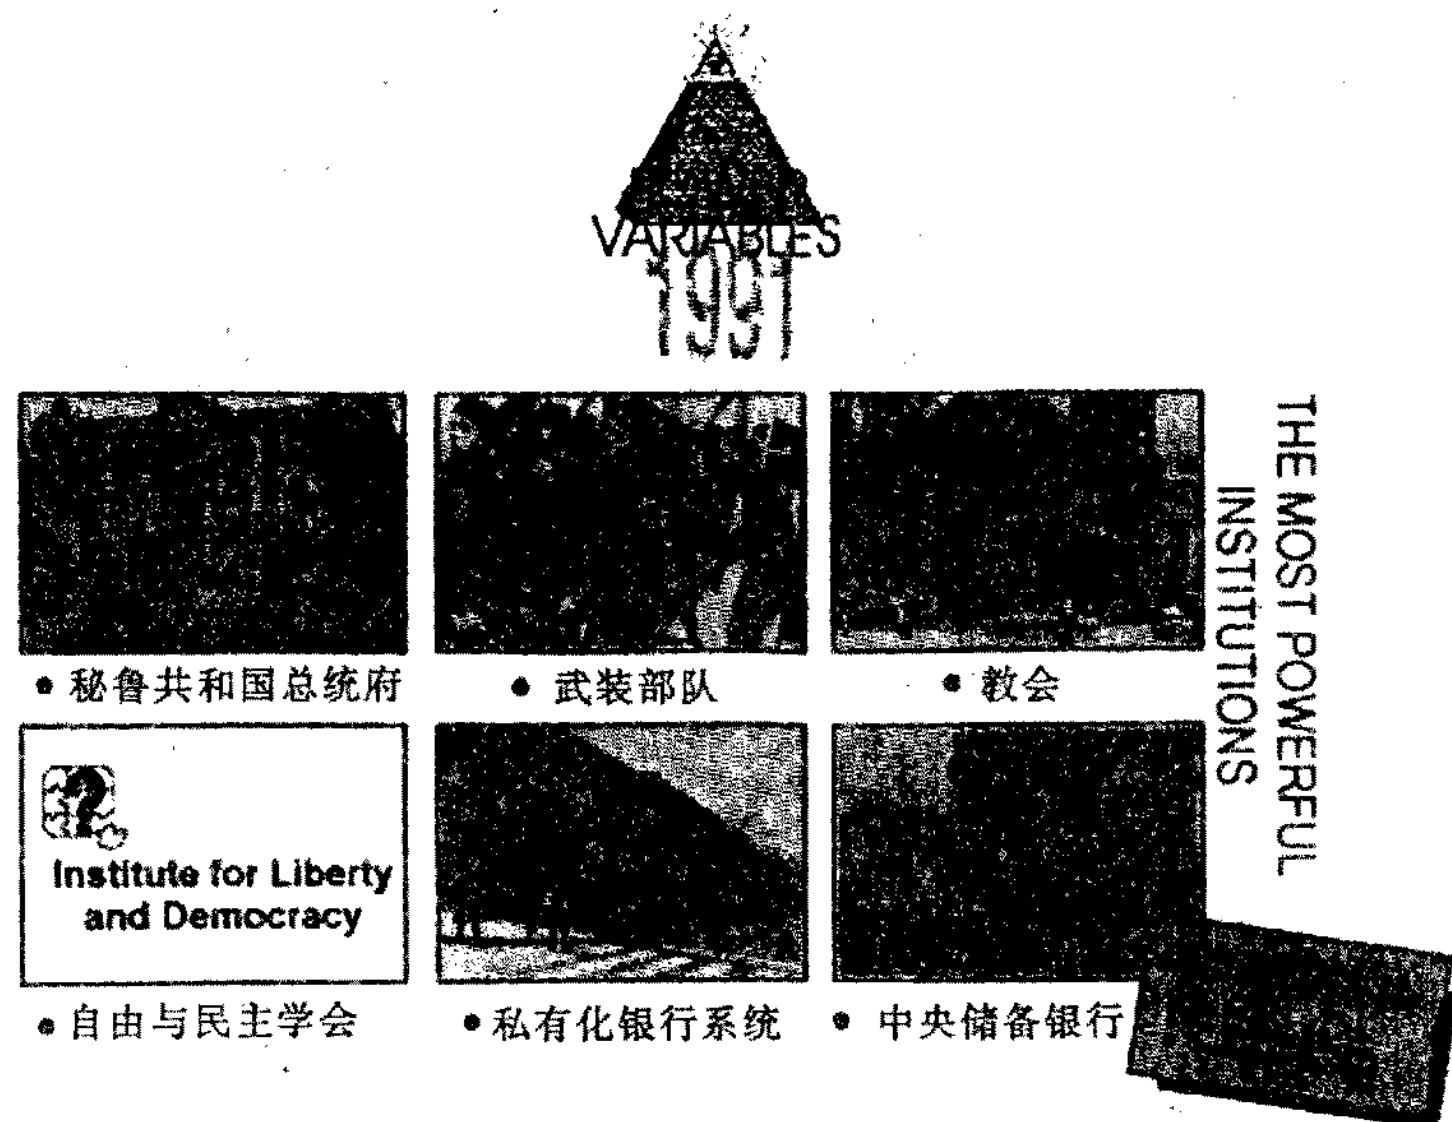 VARIABLES
1991
THE MOST POWERFUL
INSTITUTIONS
• 秘鲁共和国总统府
• 武装部队
• 教会
?
Institute for Liberty
and Democracy
• 自由与民主学会
• 私有化银行系统
• 中央储备银行